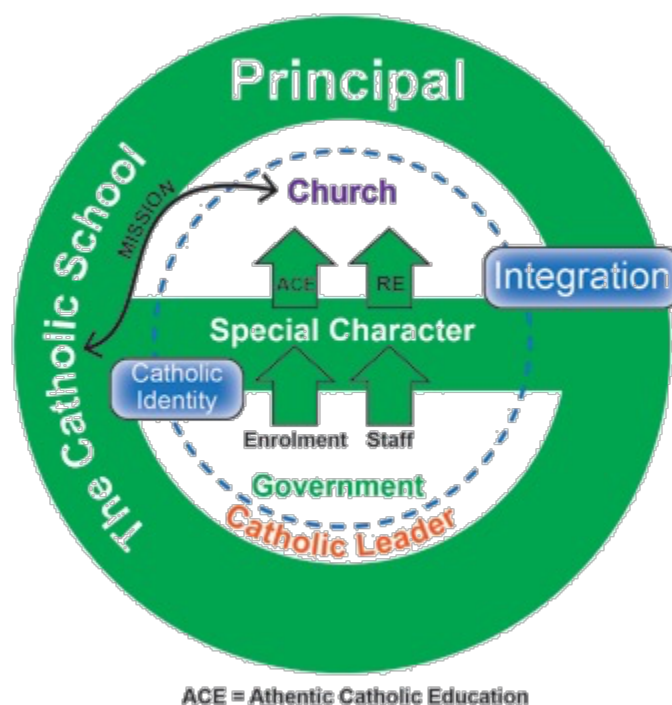 Principal
The Catholic School
MISSION
Church
Integration
ACE
RE
Special Character
Catholic
Identity
Enrolment
Staff
Government
Catholic Leader
ACE = Athentic Catholic Education